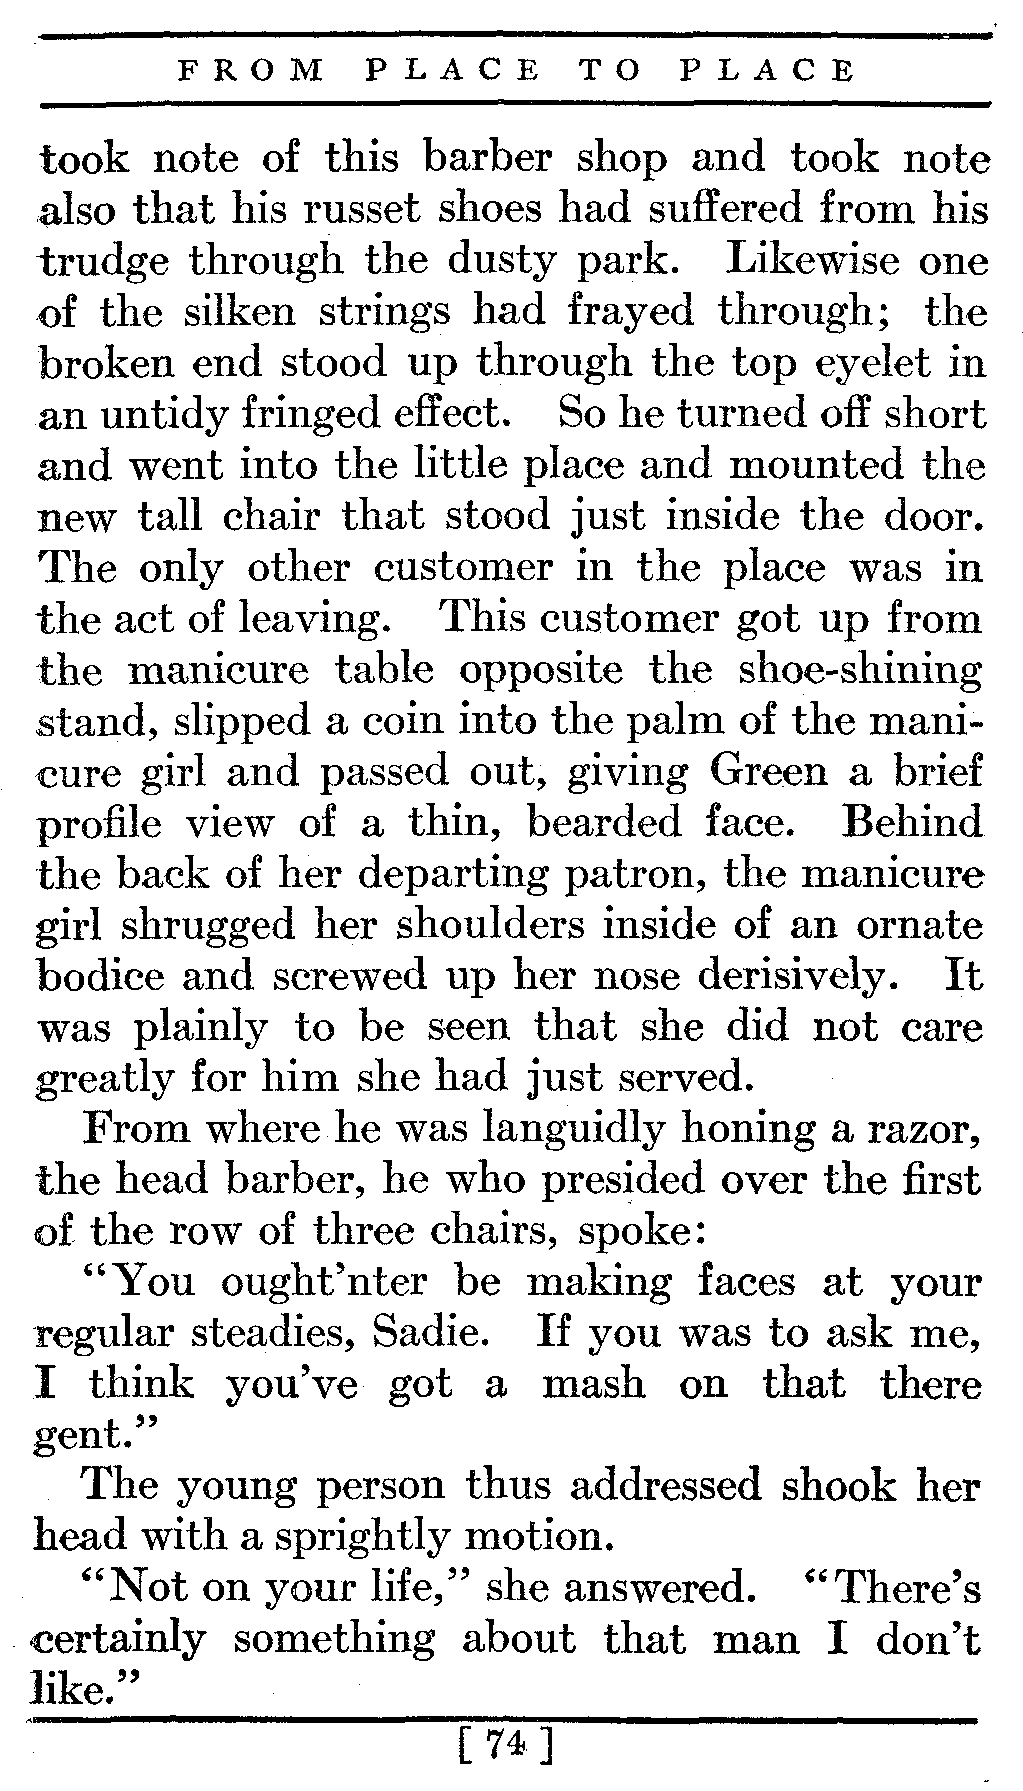 FROM PLACE TO PLACE
took note of this barber shop and took note
also that his russet shoes had suffered from his
trudge through the dusty park. Likewise one
of the silken strings had frayed through; the
broken end stood up through the top eyelet in
an untidy fringed effect. So he turned off short
and went into the little place and mounted the
new tall chair that stood just inside the door.
The only other customer in the place was in
the act of leaving. This customer got up from
the manicure table opposite the shoe-shining
stand, slipped a coin into the palm of the mani-
cure girl and passed out, giving Green a brief
profile view of a thin, bearded face. Behind
the back of her departing patron, the manicure
girl shrugged her shoulders inside of an ornate
bodice and screwed up her nose derisively. It
was plainly to be seen that she did not care
greatly for him she had just served.
From where he was languidly honing a razor,
the head barber, he who presided over the first
of the row of three chairs, spoke:
"You ought'nter be making faces at your
regular steadies, Sadie. If you was to ask me,
I think you've got a mash on that there
gent."
The young person thus addressed shook her
head with a sprightly motion.
"Not on your life," she answered. "There's
certainly something about that man I don't
like."
[ 74 ]